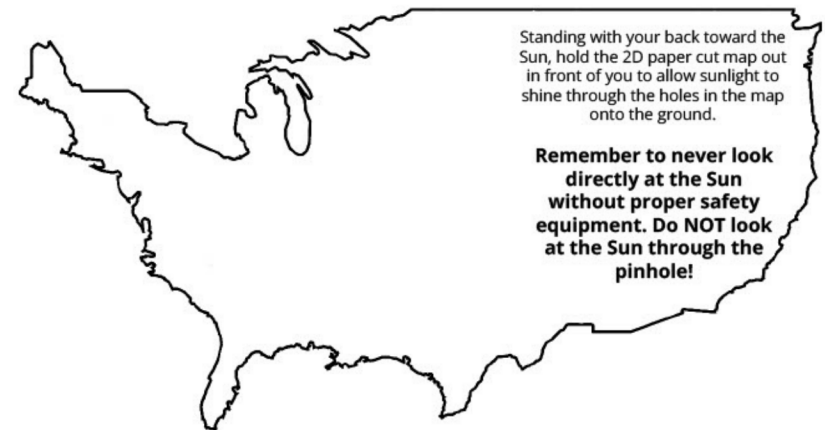 Standing with your back toward the
Sun, hold the 2D paper cut map out
in front of you to allow sunlight to
shine through the holes in the map
onto the ground.
Remember to never look
directly at the Sun
without proper safety
equipment. Do NOT look
at the Sun through the
pinhole!